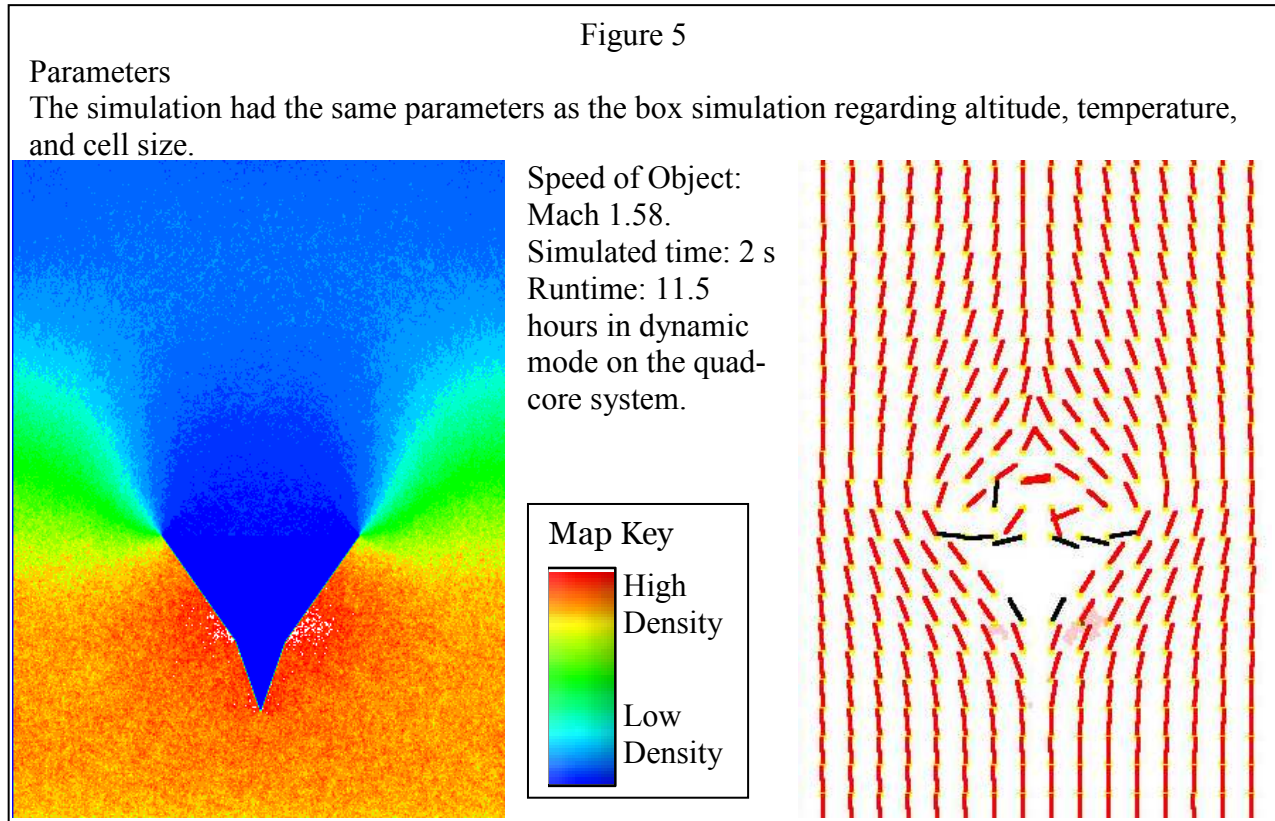 Figure 5
Parameters
The simulation had the same parameters as the box simulation regarding altitude, temperature,
and cell size.
Speed of Object:
Mach 1.58.
Simulated time: 2 s
Runtime: 11.5
hours in dynamic
mode on the quad-
core system.
Map Key
High
Density
Low
Density